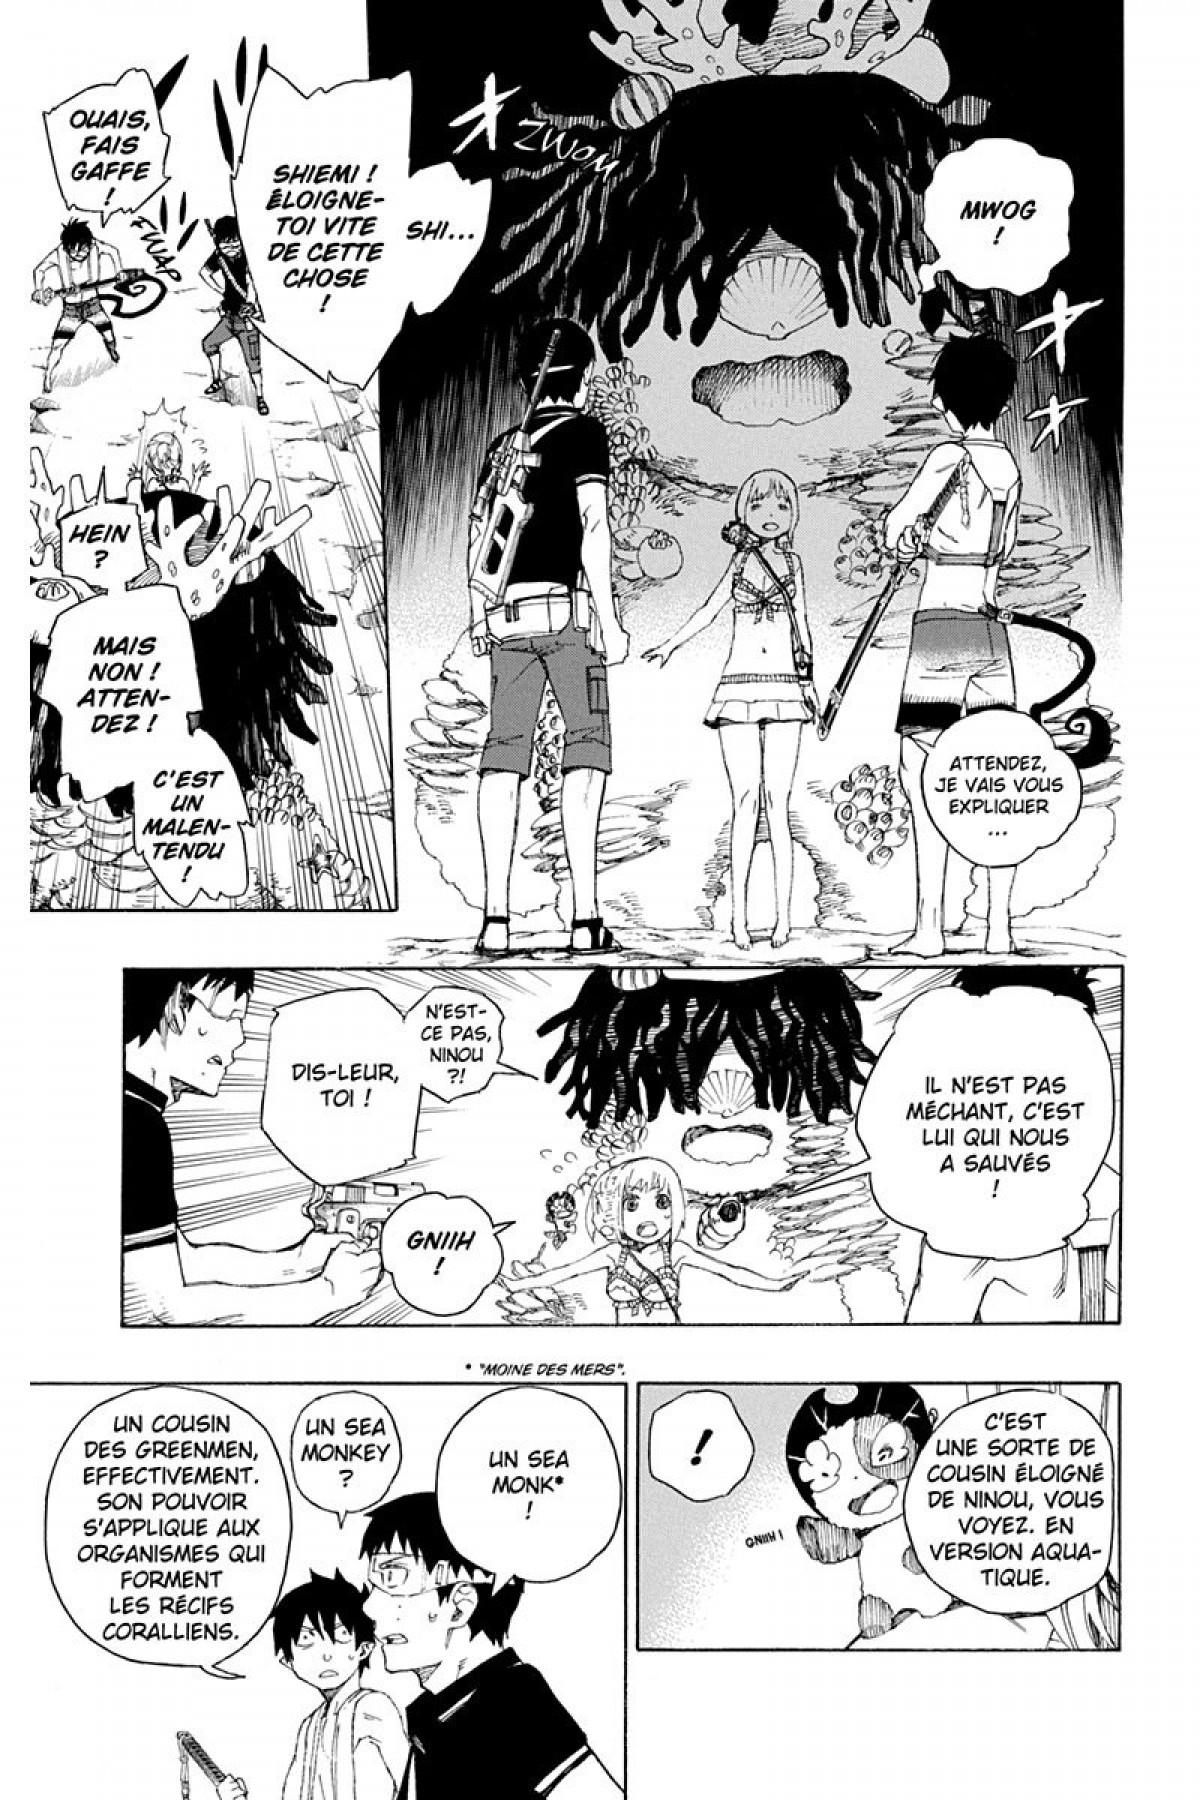 MWOG
!
ZWOM
ATTENDEZ,
JE VAIS VOUS
EXPLIQUER
...
SHI...
SHIEMI !
ÉLOIGNE-
TOI VITE
DE CETTE
CHOSE
!
OUAIS,
FAIS
GAFFE
!
FWAP
HEIN
?
MAIS
NON !
ATTEN-
DEZ !
C'EST
UN
MALEN-
TENDU
!
IL N'EST PAS
MÉCHANT, C'EST
LUI QUI NOUS
A SAUVÉS
!
N'EST-
CE PAS,
NINOU
?!
DIS-LEUR,
TOI !
GNIIH
!
* "MOINE DES MERS".
C'EST
UNE SORTE DE
COUSIN ÉLOIGNÉ
DE NINOU, VOUS
VOYEZ. EN
VERSION AQUA-
TIQUE.
GNIIH !
!
UN SEA
MONK*
!
UN SEA
MONKEY
?
UN COUSIN
DES GREENMEN,
EFFECTIVEMENT.
SON POUVOIR
S'APPLIQUE AUX
ORGANISMES QUI
FORMENT
LES RÉCIFS
CORALLIENS.